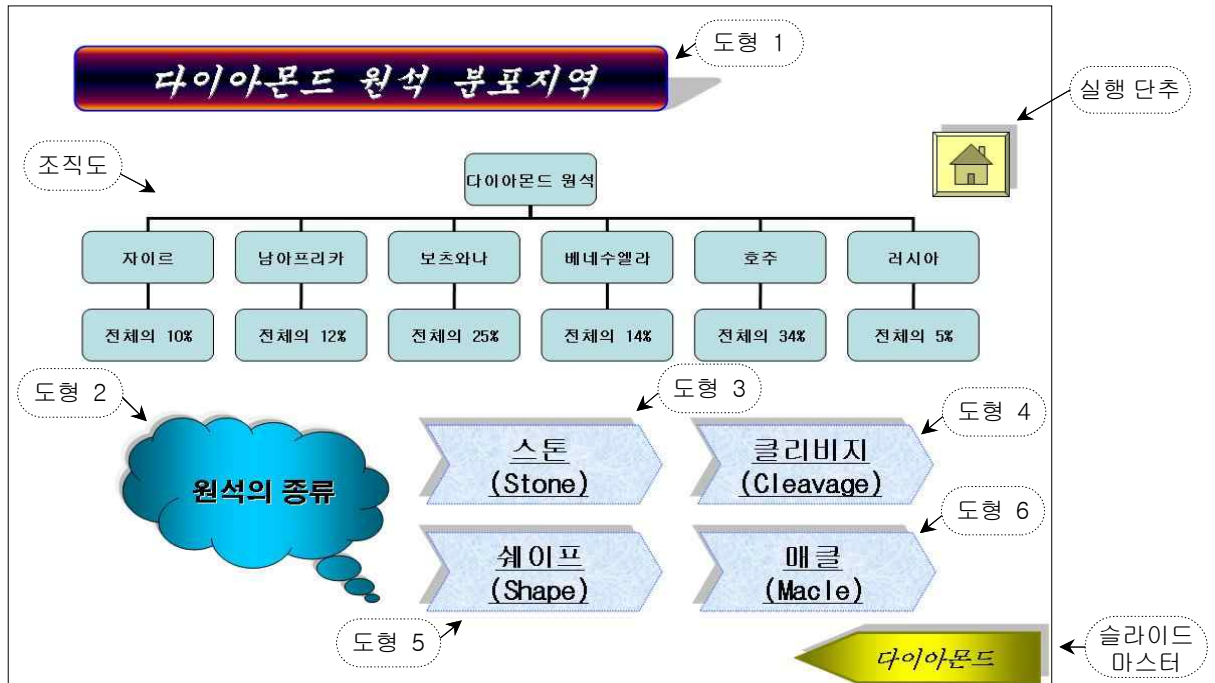 도형 1
다이아몬드 원석 분포지역
실행 단추
조직도
다이아몬드 원석
자이르 남아프리카 보츠와나 베네수엘라 호주 러시아
전체의 10% 전체의 12% 전체의 25% 전체의 14% 전체의 34% 전체의 5%
도형 2
도형 3
도형 4
원석의 종류
스톤
(Stone)
클리비지
(Cleavage)
도형 6
쉐이프
(Shape)
매클
(Macle)
도형 5
다이아몬드
슬라이드
마스터